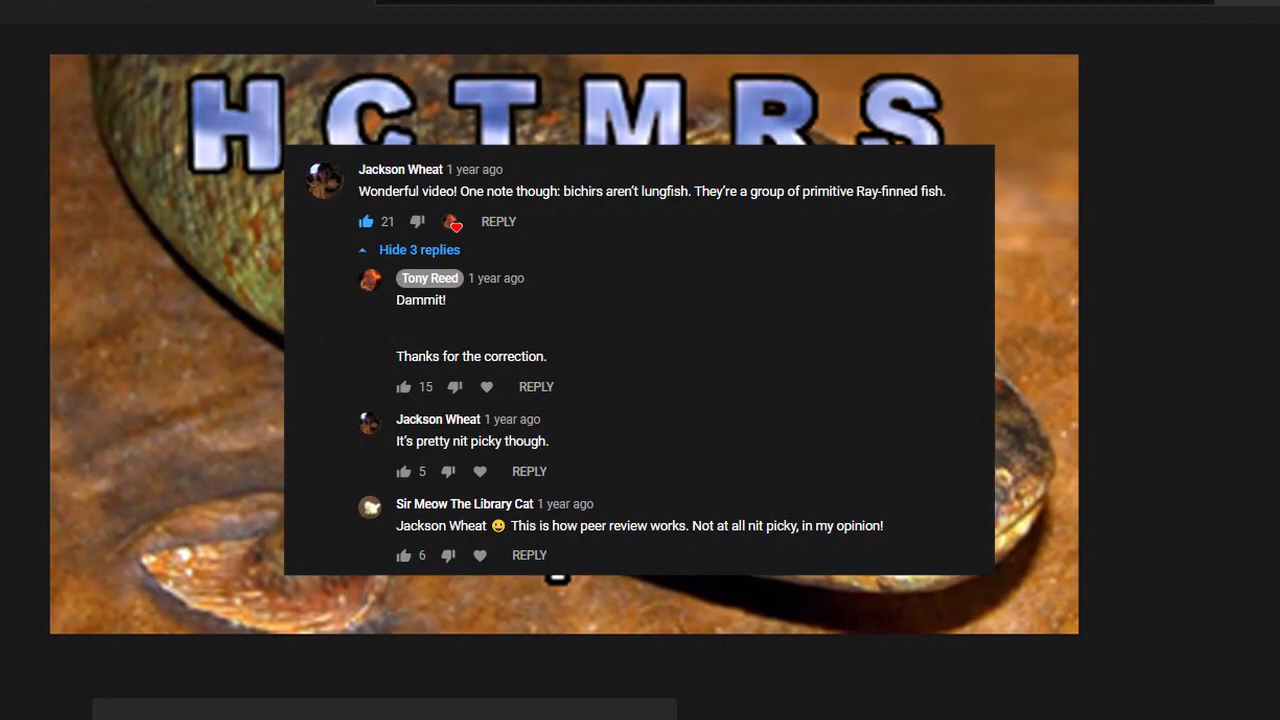 H C T M R S
Jackson Wheat 1 year ago
Wonderful video! One note though: bichirs aren't lungfish. They're a group of primitive Ray-finned fish.
21 REPLY
Hide 3 replies
Tony Reed 1 year ago
Dammit!
Thanks for the correction.
15 REPLY
Jackson Wheat 1 year ago
It's pretty nit picky though.
5 REPLY
Sir Meow The Library Cat 1 year ago
Jackson Wheat 😀 This is how peer review works. Not at all nit picky, in my opinion!
6 REPLY